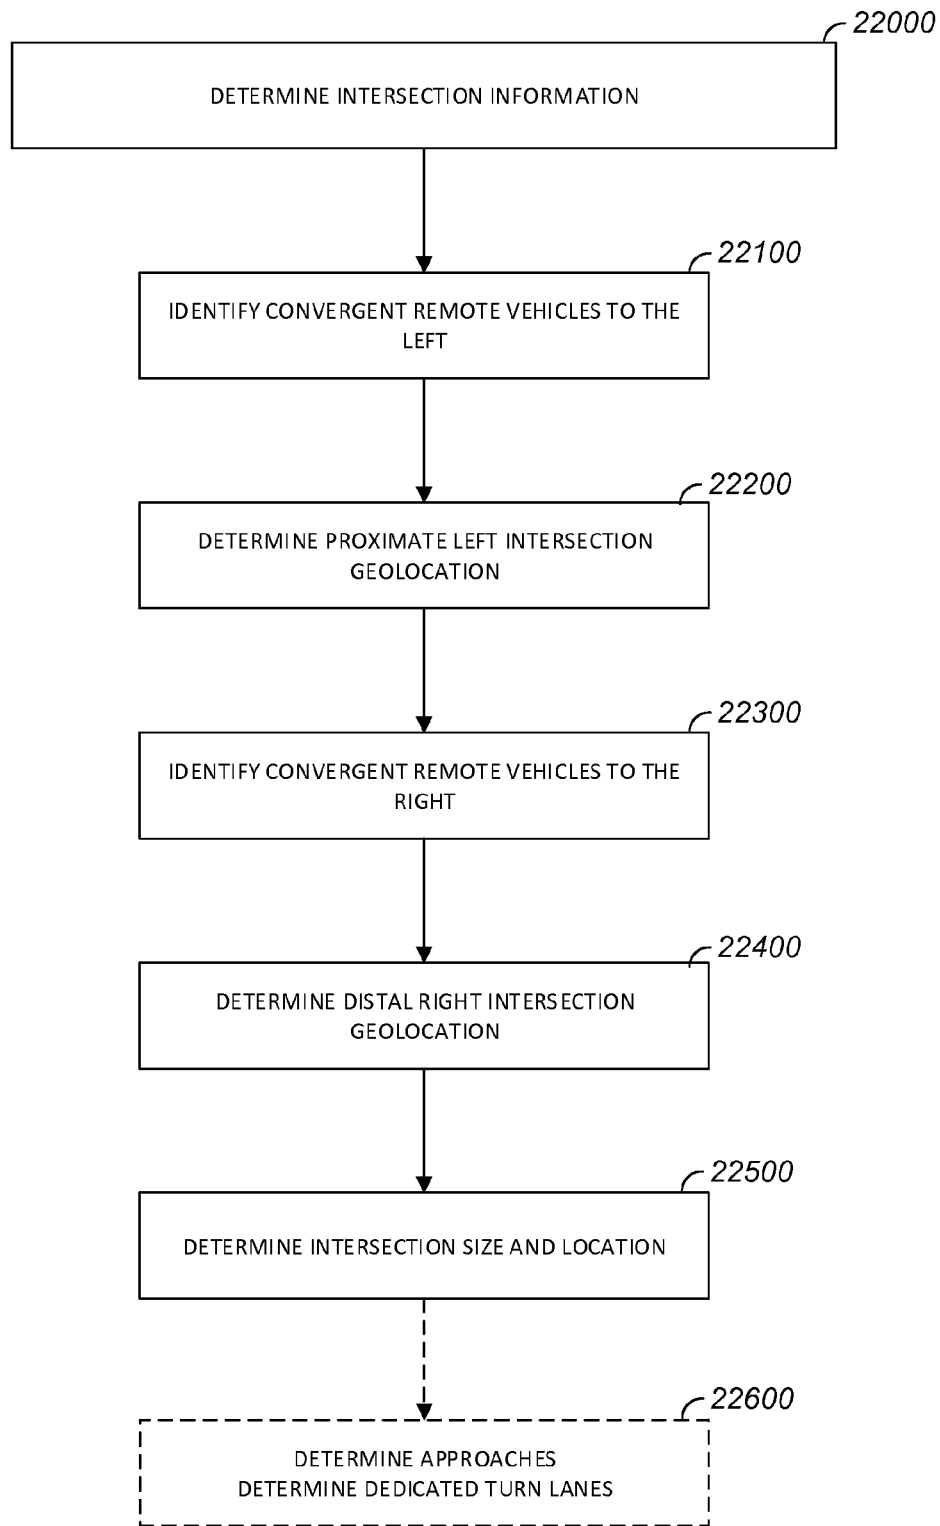 22000
DETERMINE INTERSECTION INFORMATION
22100
IDENTIFY CONVERGENT REMOTE VEHICLES TO THE
LEFT
22200
DETERMINE PROXIMATE LEFT INTERSECTION
GEOLOCATION
22300
IDENTIFY CONVERGENT REMOTE VEHICLES TO THE
RIGHT
22400
DETERMINE DISTAL RIGHT INTERSECTION
GEOLOCATION
22500
DETERMINE INTERSECTION SIZE AND LOCATION
22600
DETERMINE APPROACHES
DETERMINE DEDICATED TURN LANES